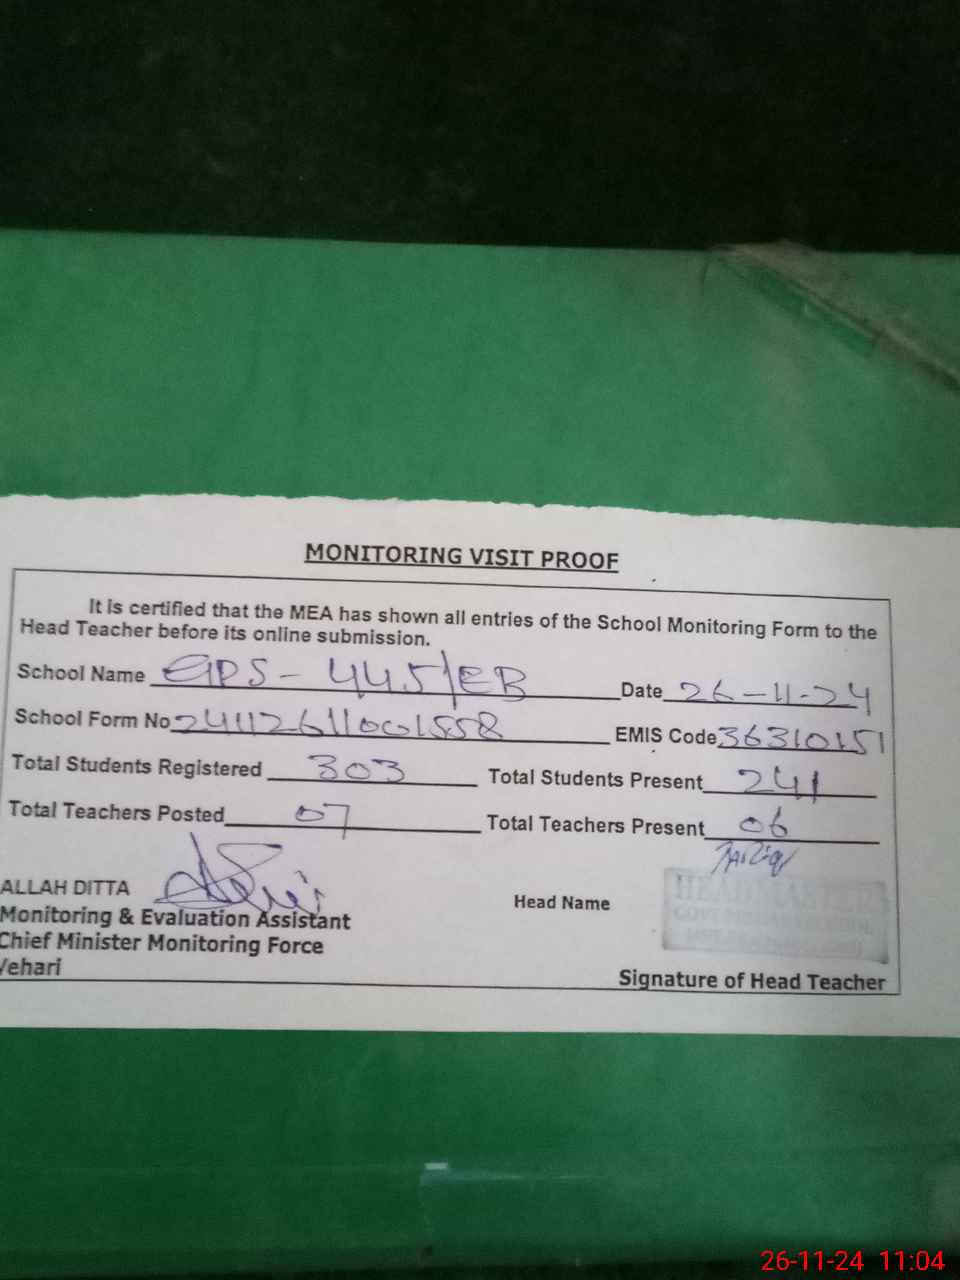 MONITORING VISIT PROOF
It is certified that the MEA has shown all entries of the School Monitoring Form to the
Head Teacher before its online submission.
School Name GPS - 445/EB Date 26-11-24
School Form No 24112611001558 EMIS Code 36310151
Total Students Registered 303 Total Students Present 241
Total Teachers Posted 07 Total Teachers Present 06
ALLAH DITTA
Monitoring & Evaluation Assistant
Chief Minister Monitoring Force
Vehari
Head Name
HEAD MASTER
Signature of Head Teacher
26-11-24 11:04